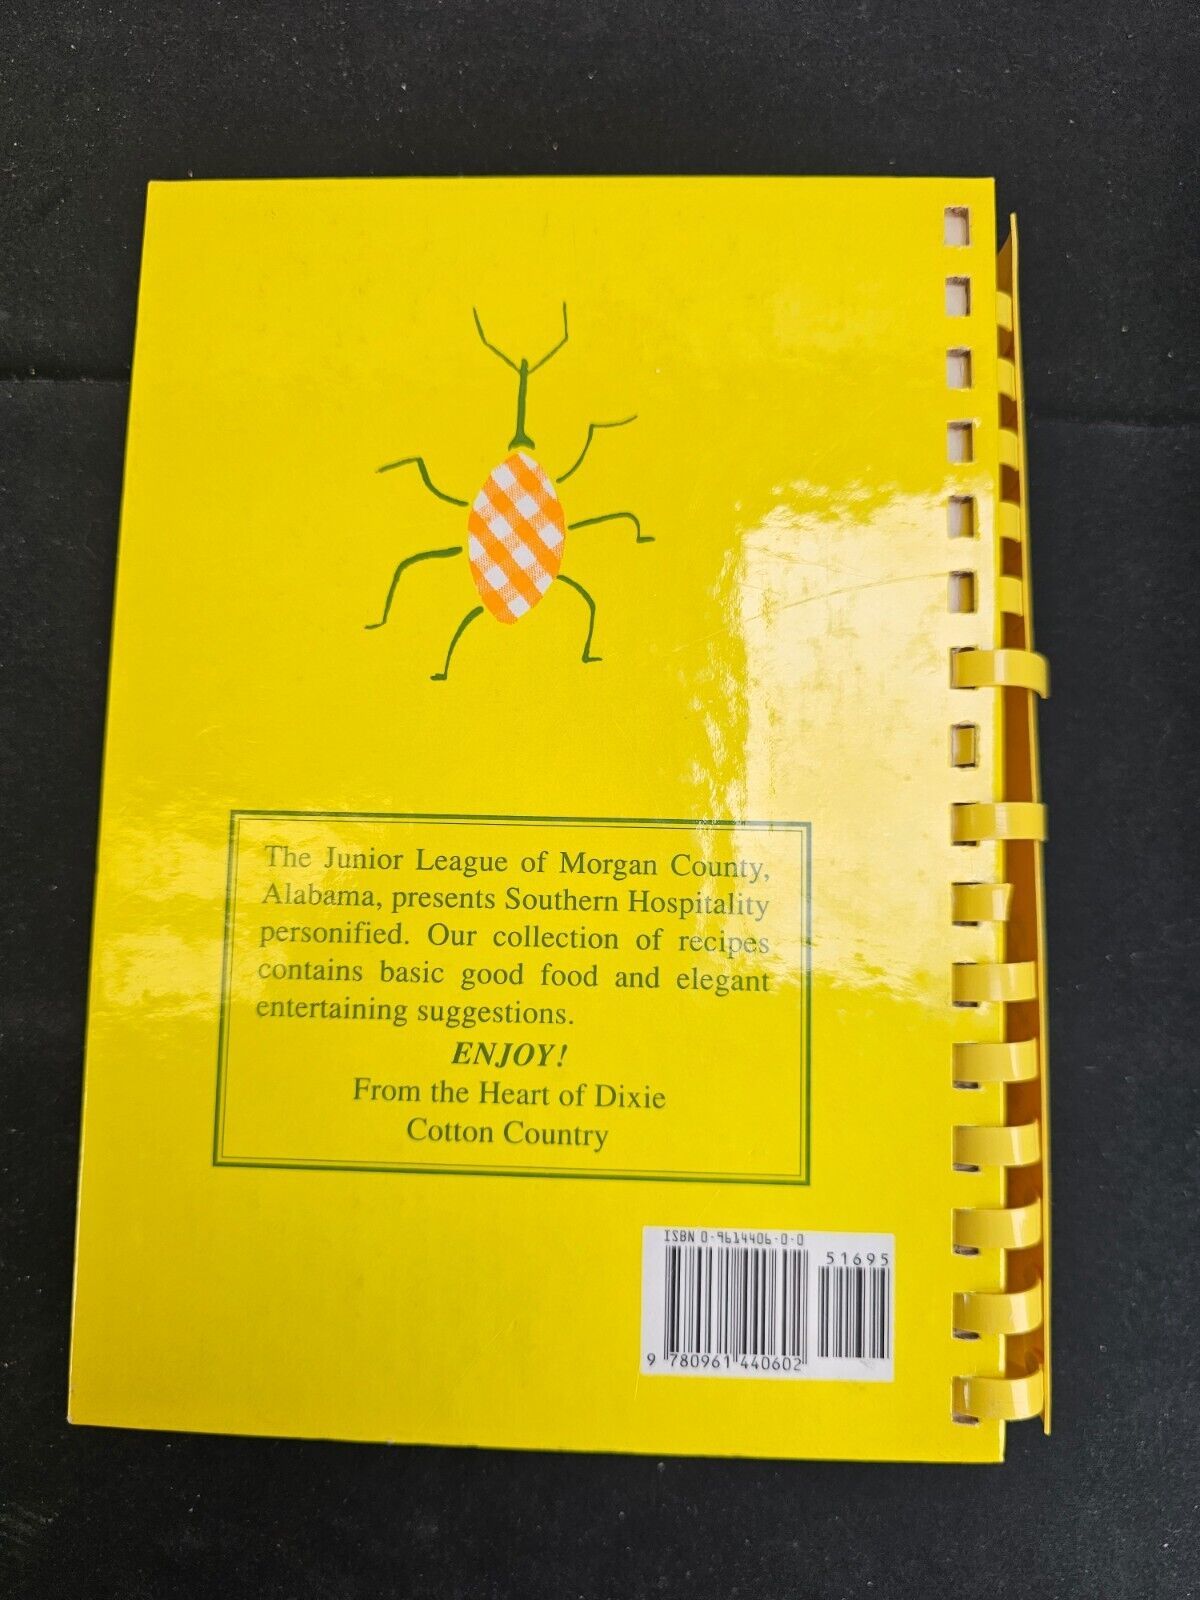 The Junior League of Morgan County,
Alabama, presents Southern Hospitality
personified. Our collection of recipes
contains basic good food and elegant
entertaining suggestions.
ENJOY!
From the Heart of Dixie
Cotton Country
ISBN 0-9614406-0-0
51695
9 780961 440602